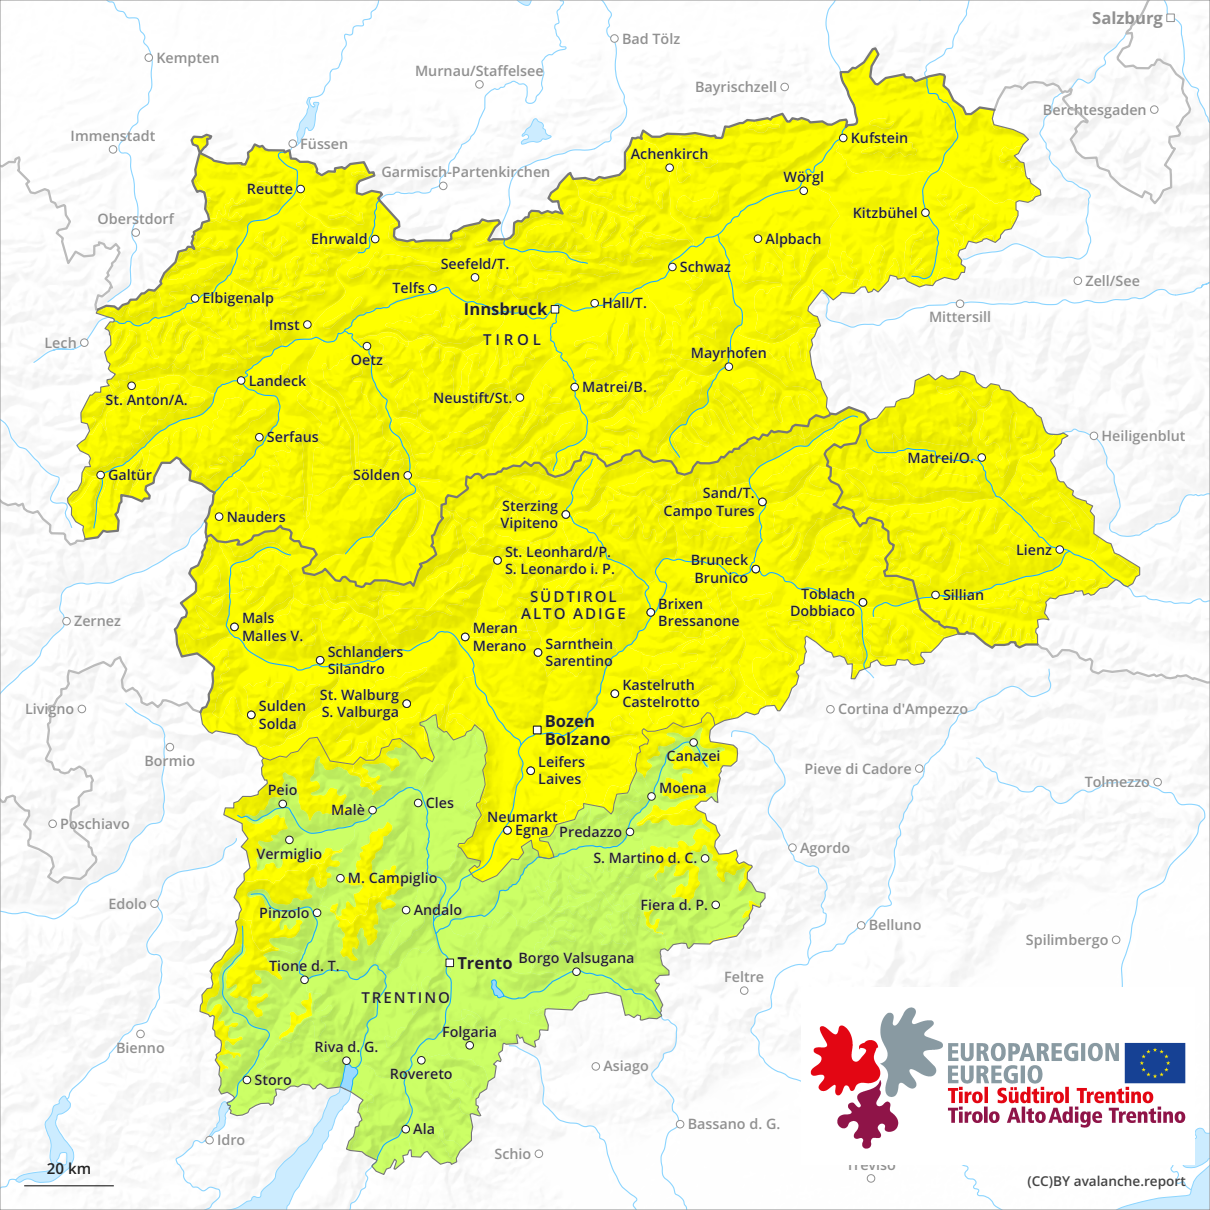 Salzburg
Bad Tölz
Kempten
Murnau/Staffelsee
Bayrischzell
Berchtesgaden
Immenstadt
Füssen
Kufstein
Achenkirch
Garmisch-Partenkirchen
Wörgl
Reutte
Oberstdorf
Kitzbühel
Ehrwald
Alpbach
Seefeld/T.
Schwaz
Zell/See
Telfs
Elbigenalp
Hall/T.
Innsbruck
Mittersill
Imst
TIROL
Lech
Oetz
Mayrhofen
Landeck
Matrei/B.
St. Anton/A.
Neustift/St.
Serfaus
Heiligenblut
Matrei/O.
Galtür
Sölden
Sand/T.
Campo Tures
Sterzing
Vipiteno
Nauders
St. Leonhard/P.
S. Leonardo i. P.
Lienz
Bruneck
Brunico
SÜDTIROL
ALTO ADIGE
Toblach
Dobbiaco
Sillian
Brixen
Bressanone
Zernez
Mals
Malles V.
Meran
Merano
Sarnthein
Sarentino
Schlanders
Silandro
Kastelruth
Castelrotto
St. Walburg
S. Valburga
Livigno
Sulden
Solda
Cortina d'Ampezzo
Bozen
Bolzano
Bormio
Canazei
Leifers
Laives
Pieve di Cadore
Tolmezzo
Peio
Moena
Malè
Cles
Neumarkt
Egna
Poschiavo
Predazzo
Vermiglio
Agordo
S. Martino d. C.
M. Campiglio
Edolo
Pinzolo
Andalo
Fiera d. P.
Belluno
Spilimbergo
Trento
Borgo Valsugana
Tione d. T.
Feltre
TRENTINO
Folgaria
Bienno
Riva d. G.
Rovereto
Asiago
Storo
EUROPAREGION
EUREGIO
Tirol Südtirol Trentino
Tirolo Alto Adige Trentino
Ala
Bassano d. G.
Idro
Schio
Treviso
20 km
(CC)BY avalanche.report